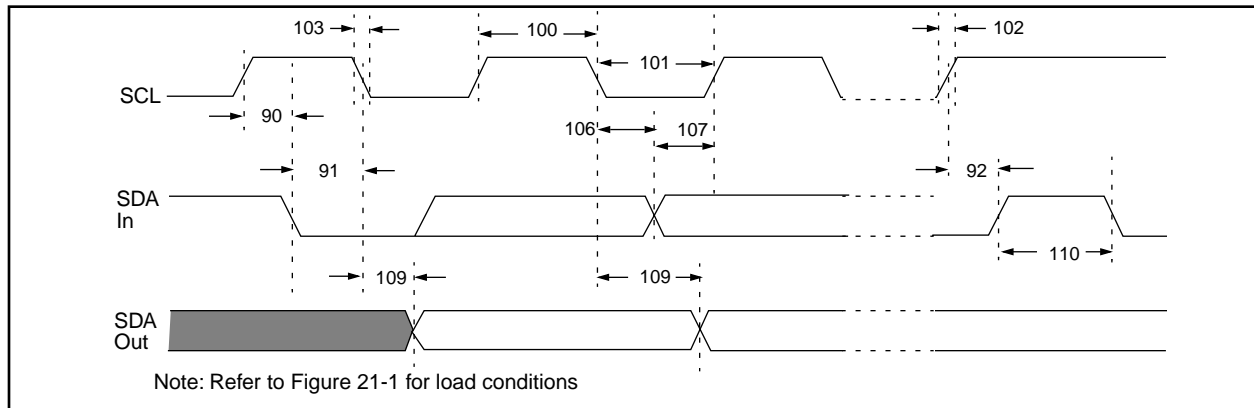 103
100
102
101
SCL
90
106
107
91
92
SDA
In
110
109
109
SDA
Out
Note: Refer to Figure 21-1 for load conditions